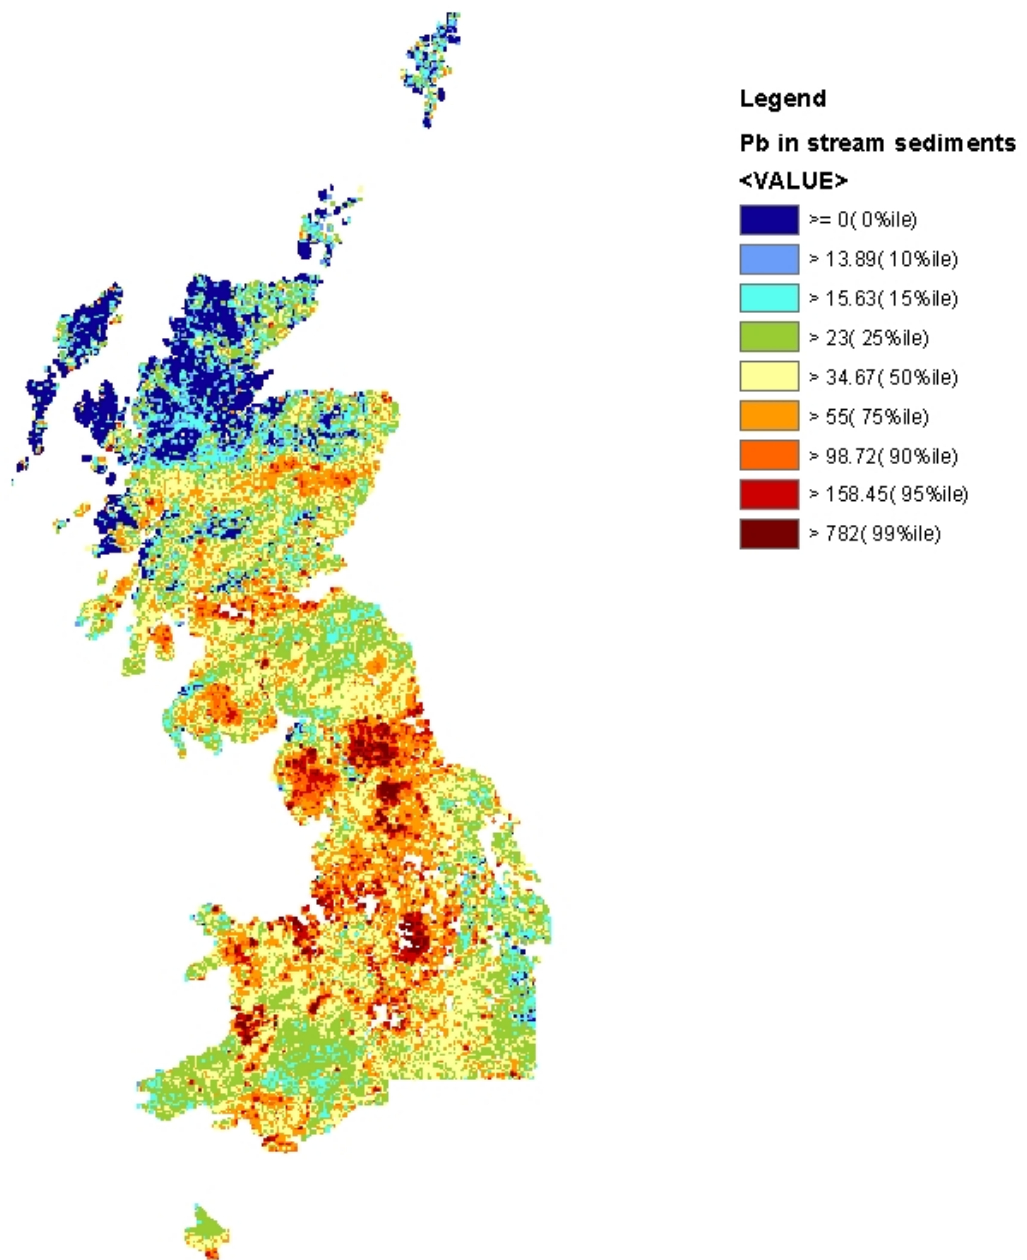 Legend
Pb in stream sediments
<VALUE>
>= 0( 0%ile)
> 13.89( 10%ile)
> 15.63( 15%ile)
> 23( 25%ile)
> 34.67( 50%ile)
> 55( 75%ile)
> 98.72( 90%ile)
> 158.45( 95%ile)
> 782( 99%ile)